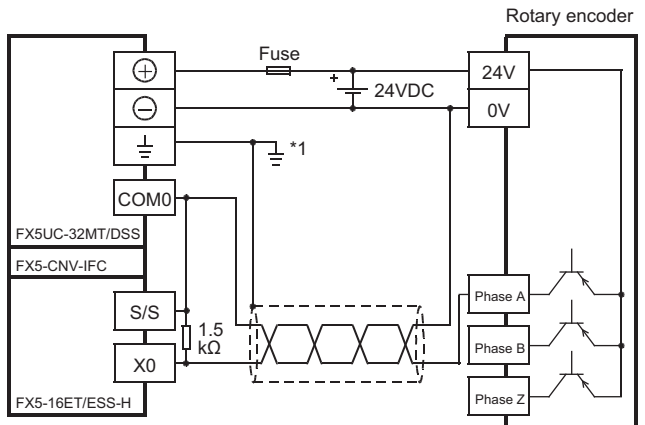 Rotary encoder
Fuse
⊕
24V
+
24VDC
⊖
0V
*1
COM0
FX5UC-32MT/DSS
FX5-CNV-IFC
Phase A
S/S
1.5
kΩ
Phase B
X0
Phase Z
FX5-16ET/ESS-H